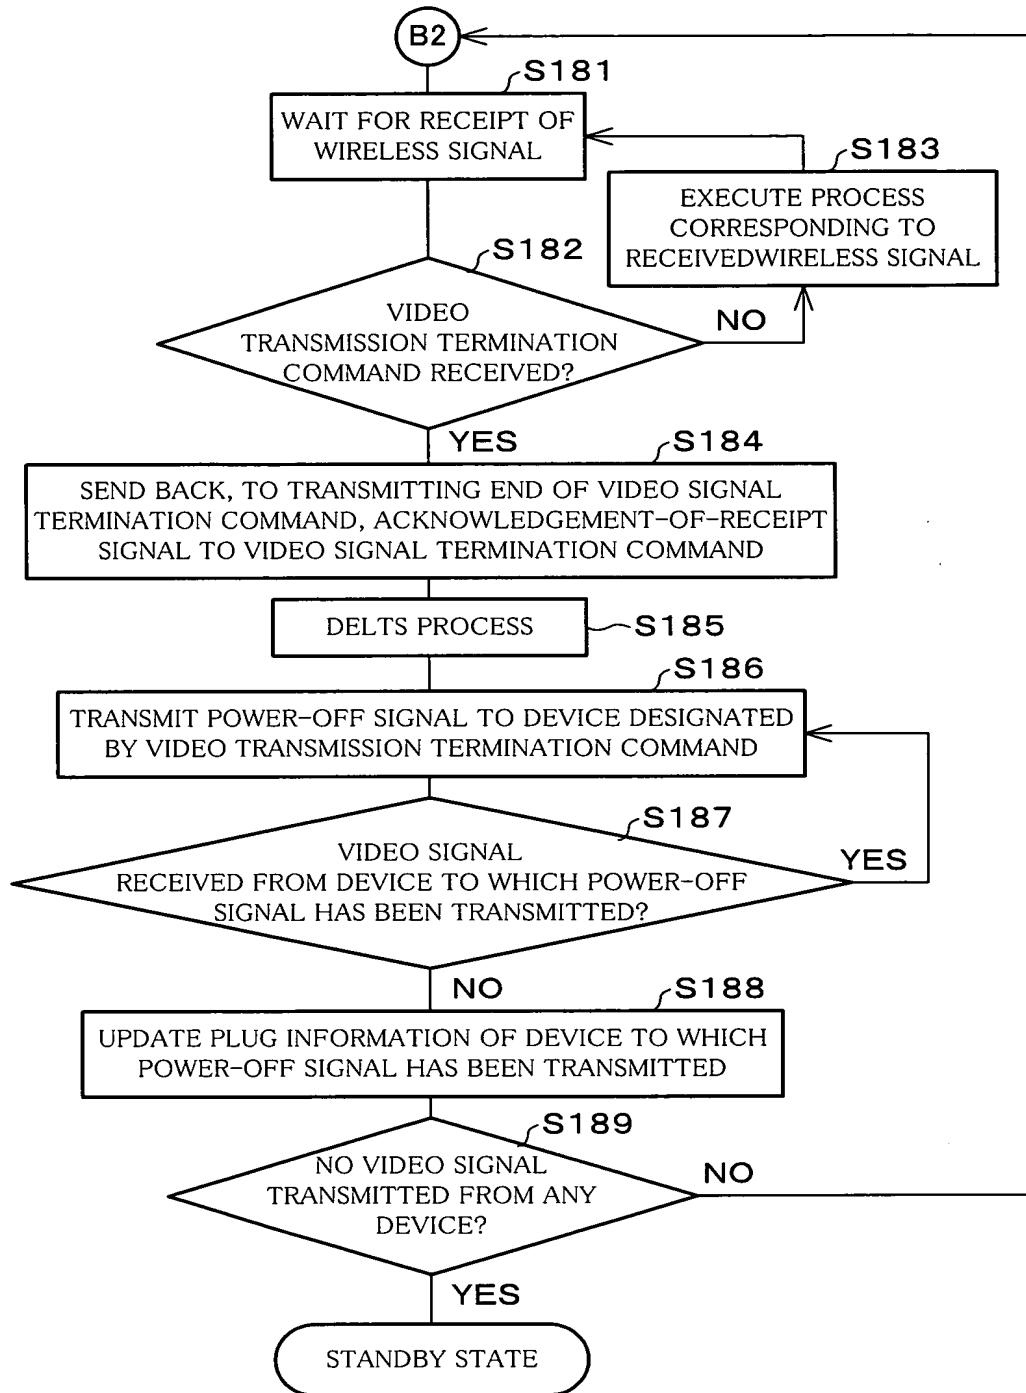 B2
S181
WAIT FOR RECEIPT OF
WIRELESS SIGNAL
S183
EXECUTE PROCESS
CORRESPONDING TO
RECEIVEDWIRELESS SIGNAL
S182
VIDEO
TRANSMISSION TERMINATION
COMMAND RECEIVED?
NO
YES
S184
SEND BACK, TO TRANSMITTING END OF VIDEO SIGNAL
TERMINATION COMMAND, ACKNOWLEDGEMENT-OF-RECEIPT
SIGNAL TO VIDEO SIGNAL TERMINATION COMMAND
DELTS PROCESS
S185
S186
TRANSMIT POWER-OFF SIGNAL TO DEVICE DESIGNATED
BY VIDEO TRANSMISSION TERMINATION COMMAND
S187
VIDEO SIGNAL
RECEIVED FROM DEVICE TO WHICH POWER-OFF
SIGNAL HAS BEEN TRANSMITTED?
YES
NO
S188
UPDATE PLUG INFORMATION OF DEVICE TO WHICH
POWER-OFF SIGNAL HAS BEEN TRANSMITTED
S189
NO VIDEO SIGNAL
TRANSMITTED FROM ANY
DEVICE?
NO
YES
STANDBY STATE